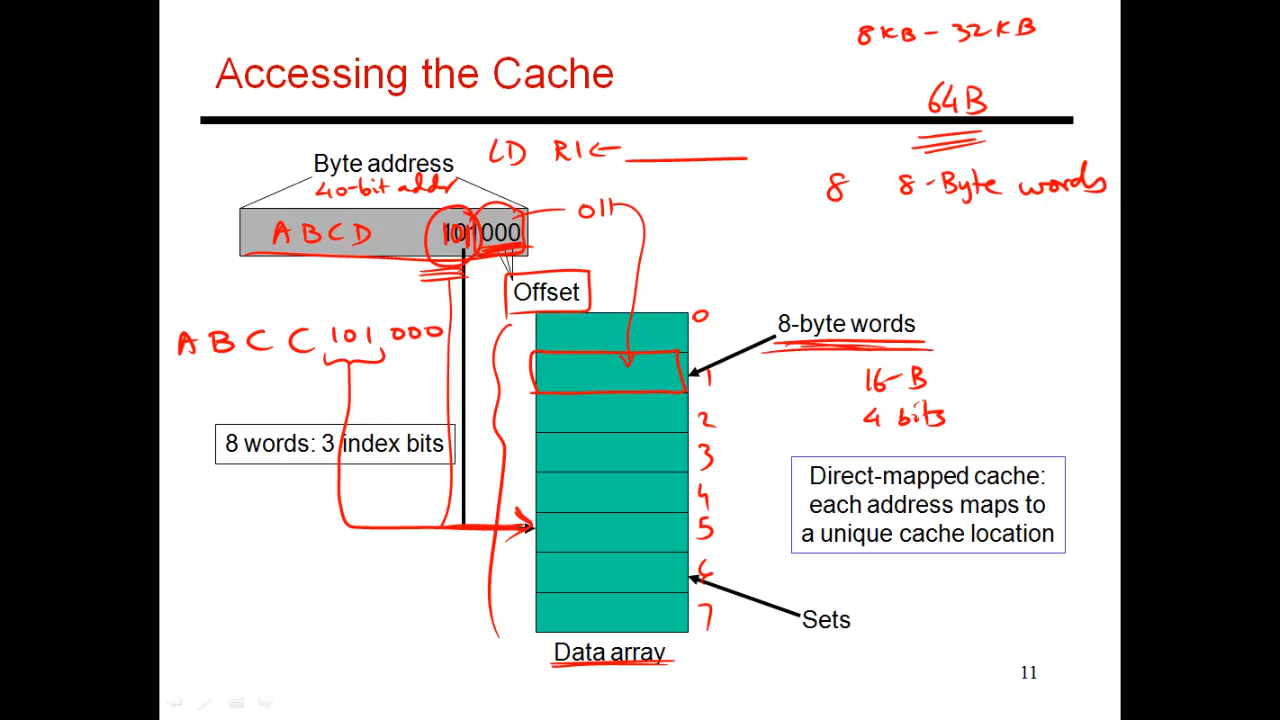 8KB - 32KB
Accessing the Cache
64B
LD R1 ←
Byte address
40-bit addr
8 8-Byte words
011
A B C D 101 000
Offset
0
8-byte words
A B C C 101 000
1
16-B
4 bits
2
8 words: 3 index bits
3
Direct-mapped cache:
each address maps to
a unique cache location
4
5
6
7
Sets
Data array
11